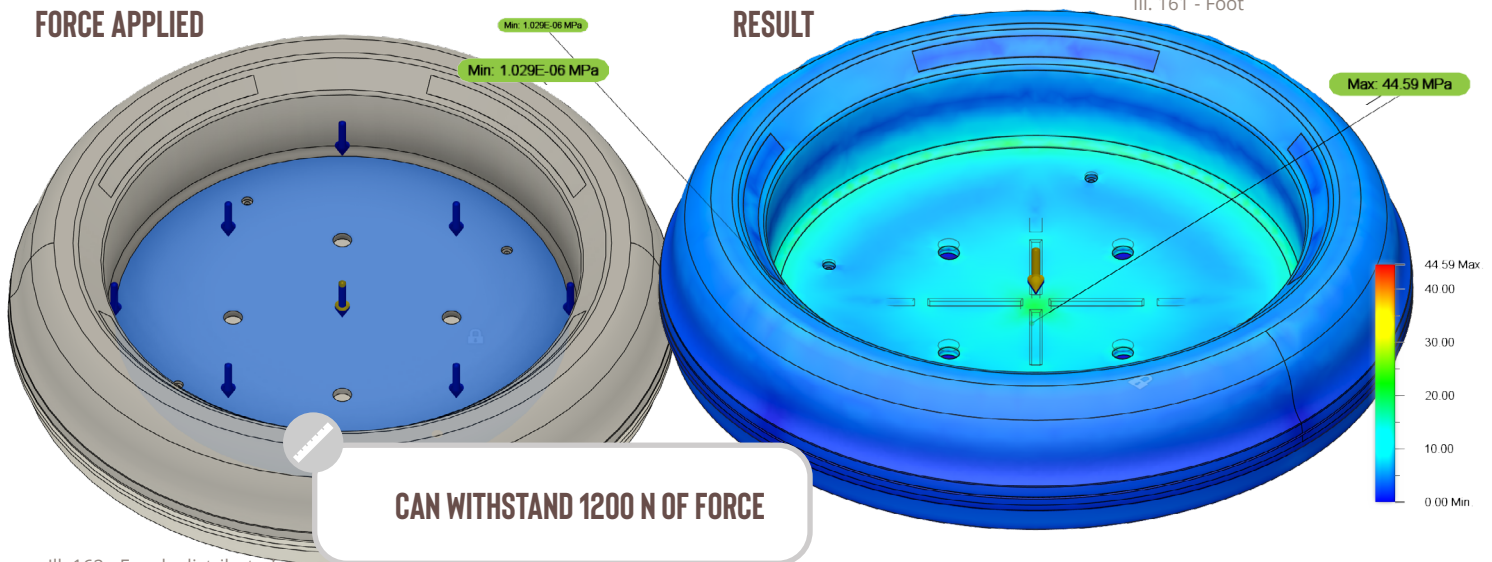 Ill. 161 - Foot
FORCE APPLIED
RESULT
Min: 1.029E-06 MPa
Min: 1.029E-06 MPa
Max: 44.59 MPa
44.59 Max
40.00
30.00
20.00
10.00
0.00 Min.
CAN WITHSTAND 1200 N OF FORCE